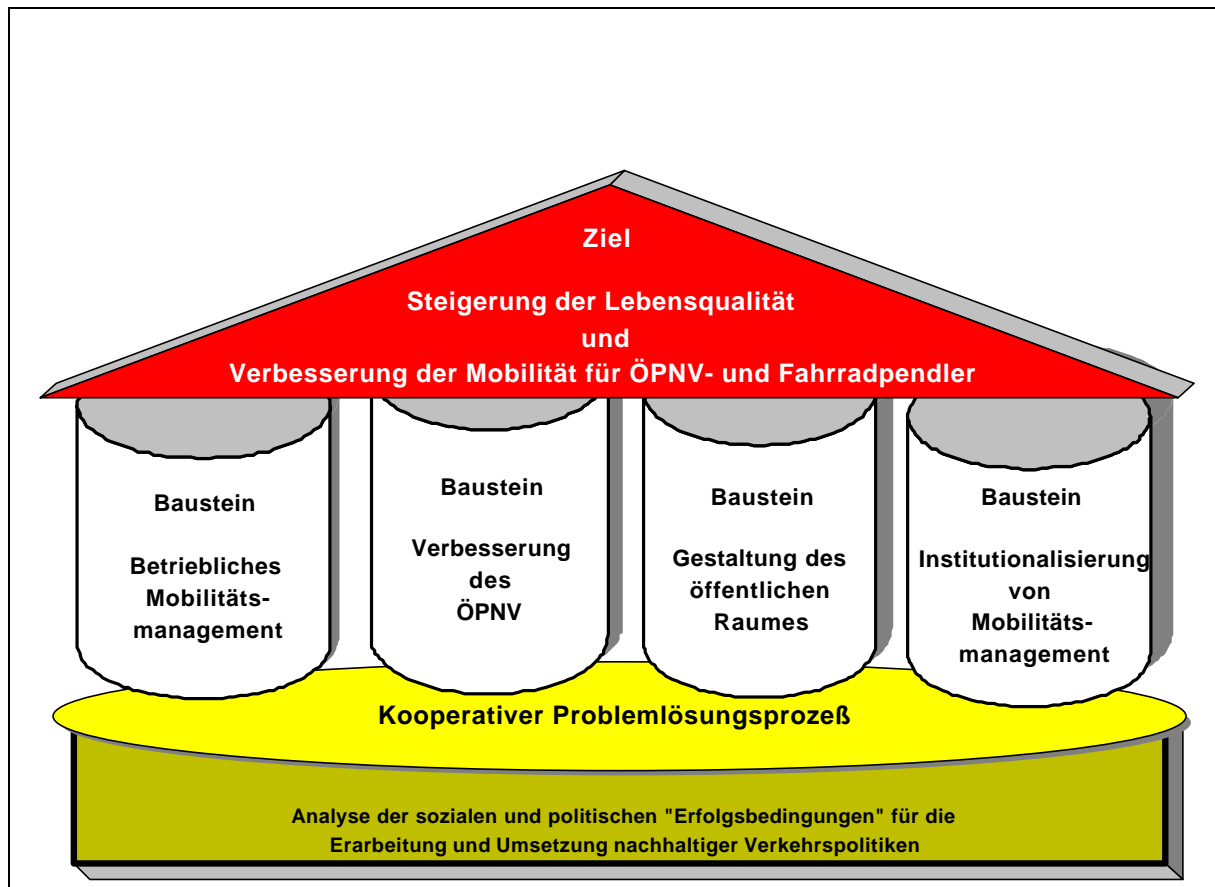 Ziel
Steigerung der Lebensqualität
und
Verbesserung der Mobilität für ÖPNV- und Fahrradpendler
Baustein
Betriebliches
Mobilitäts-
management
Baustein
Verbesserung
des
ÖPNV
Baustein
Gestaltung des
öffentlichen
Raumes
Baustein
Institutionalisierung
von
Mobilitäts-
management
Kooperativer Problemlösungsprozeß
Analyse der sozialen und politischen "Erfolgsbedingungen" für die
Erarbeitung und Umsetzung nachhaltiger Verkehrspolitiken